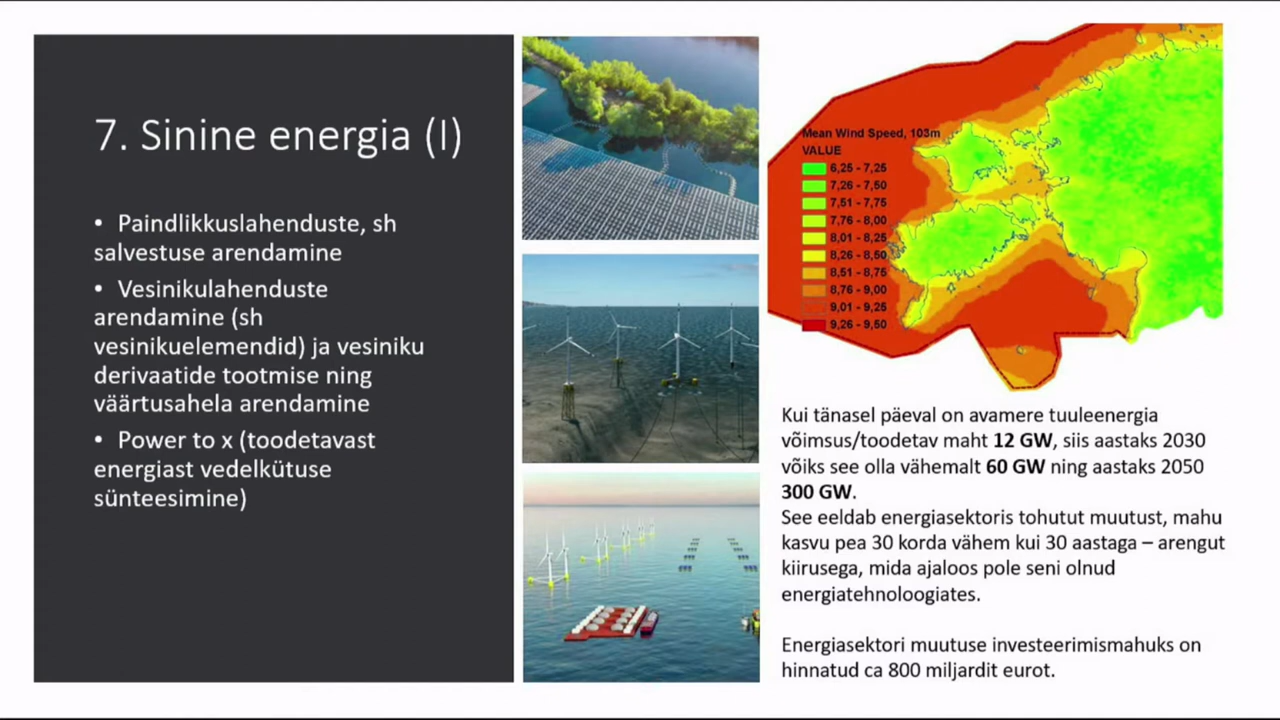 7. Sinine energia (I)
• Paindlikkuslahenduste, sh
salvestuse arendamine
• Vesinikulahenduste
arendamine (sh
vesinikuelemendid) ja vesiniku
derivaatide tootmise ning
väärtusahela arendamine
• Power to x (toodetavast
energiast vedelkütuse
sünteesimine)
Mean Wind Speed, 103m
VALUE
6,25 - 7,25
7,26 - 7,50
7,51 - 7,75
7,76 - 8,00
8,01 - 8,25
8,26 - 8,50
8,51 - 8,75
8,76 - 9,00
9,01 - 9,25
9,26 - 9,50
Kui tänasel päeval on avamere tuuleenergia
võimsus/toodetav maht 12 GW, siis aastaks 2030
võiks see olla vähemalt 60 GW ning aastaks 2050
300 GW.
See eeldab energiasektoris tohutut muutust, mahu
kasvu pea 30 korda vähem kui 30 aastaga – arengut
kiirusega, mida ajaloos pole seni olnud
energiatehnoloogiates.
Energiasektori muutuse investeerimismahuks on
hinnatud ca 800 miljardit eurot.